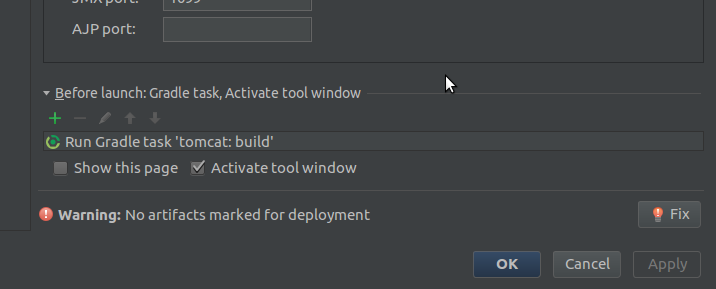 JMX port: 1099
AJP port:
Before launch: Gradle task, Activate tool window
Run Gradle task 'tomcat: build'
Show this page Activate tool window
Warning: No artifacts marked for deployment Fix
OK Cancel Apply